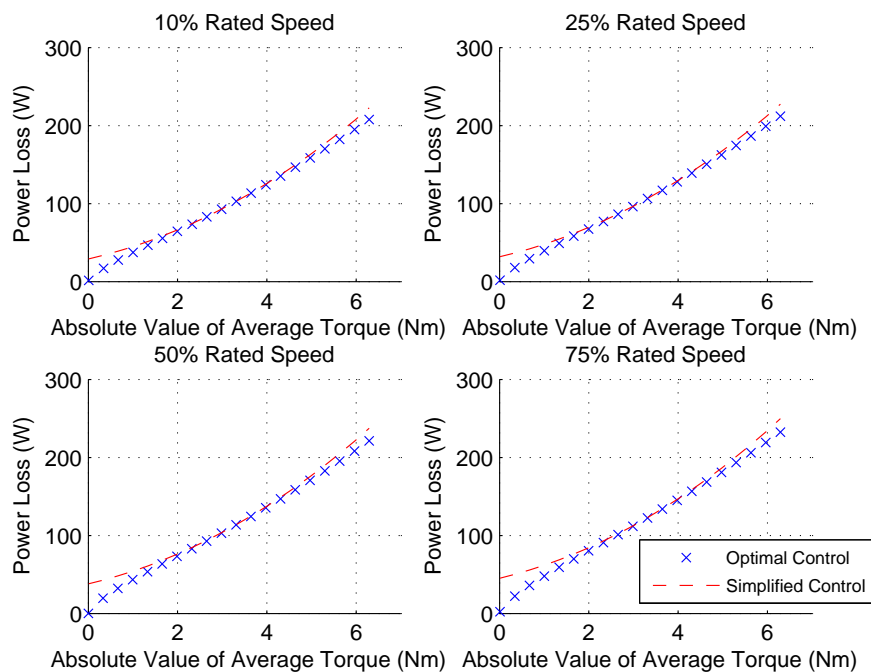 10% Rated Speed
300
200
100
0
Power Loss (W)
0 2 4 6
Absolute Value of Average Torque (Nm)
25% Rated Speed
300
200
100
0
Power Loss (W)
0 2 4 6
Absolute Value of Average Torque (Nm)
50% Rated Speed
300
200
100
0
Power Loss (W)
0 2 4 6
Absolute Value of Average Torque (Nm)
75% Rated Speed
300
200
100
0
Power Loss (W)
0 2 4 6
Absolute Value of Average Torque (Nm)
Optimal Control
Simplified Control